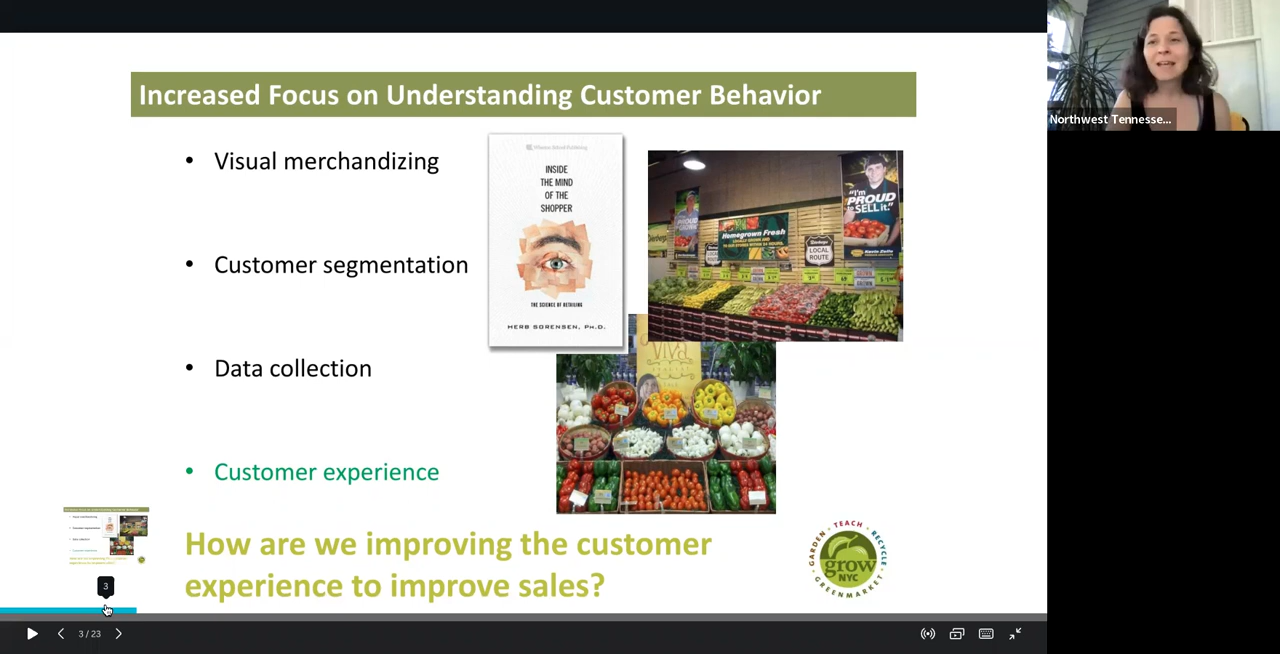 Increased Focus on Understanding Customer Behavior
Northwest Tennesse...
• Visual merchandizing
• Customer segmentation
• Data collection
• Customer experience
INSIDE
THE MIND
OF THE
SHOPPER
THE SCIENCE OF RETAILING
HERB SORENSEN, PH.D.
"I'm
PROUD
to SELL it."
Homegrown Fresh
LOCAL
ROUTE
VIVA
How are we improving the customer
experience to improve sales?
GARDEN • TEACH • RECYCLE
GREENMARKET
grow
NYC
3
3 / 23